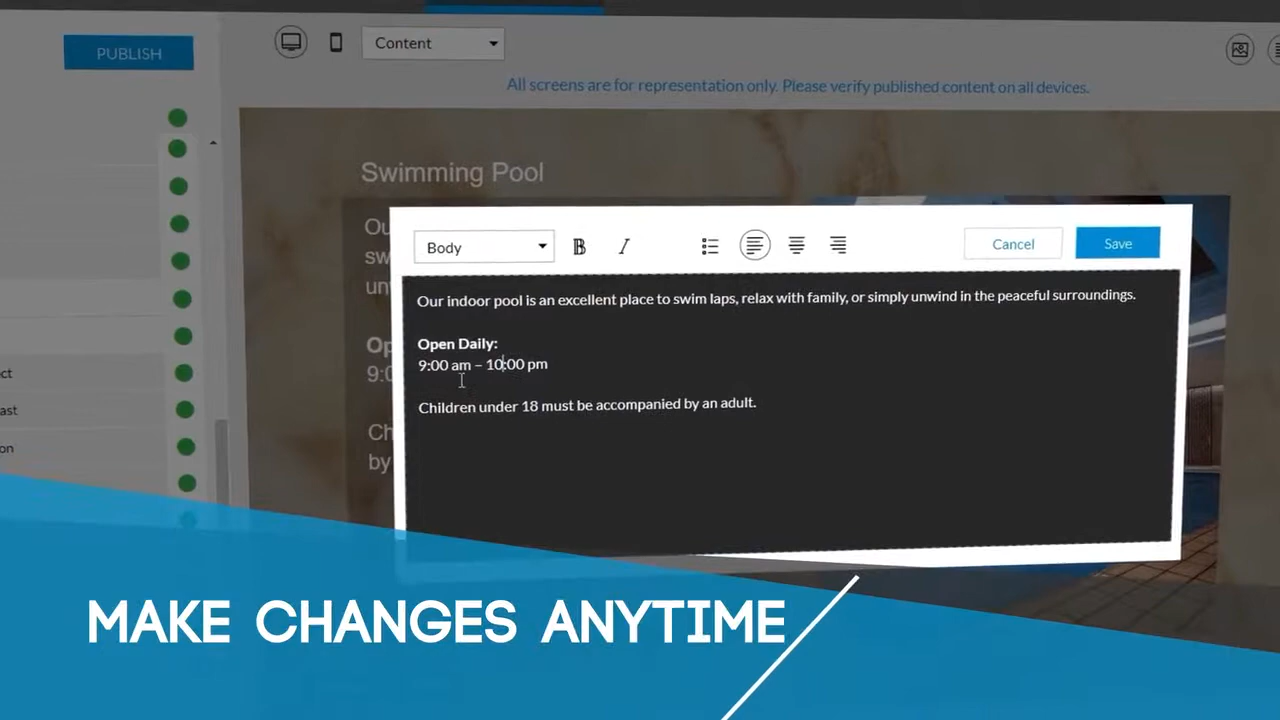 PUBLISH
Content
All screens are for representation only. Please verify published content on all devices.
Swimming Pool
Body
B
I
Cancel
Save
Our indoor pool is an excellent place to swim laps, relax with family, or simply unwind in the peaceful surroundings.
Open Daily:
9:00 am – 10:00 pm
Children under 18 must be accompanied by an adult.
MAKE CHANGES ANYTIME